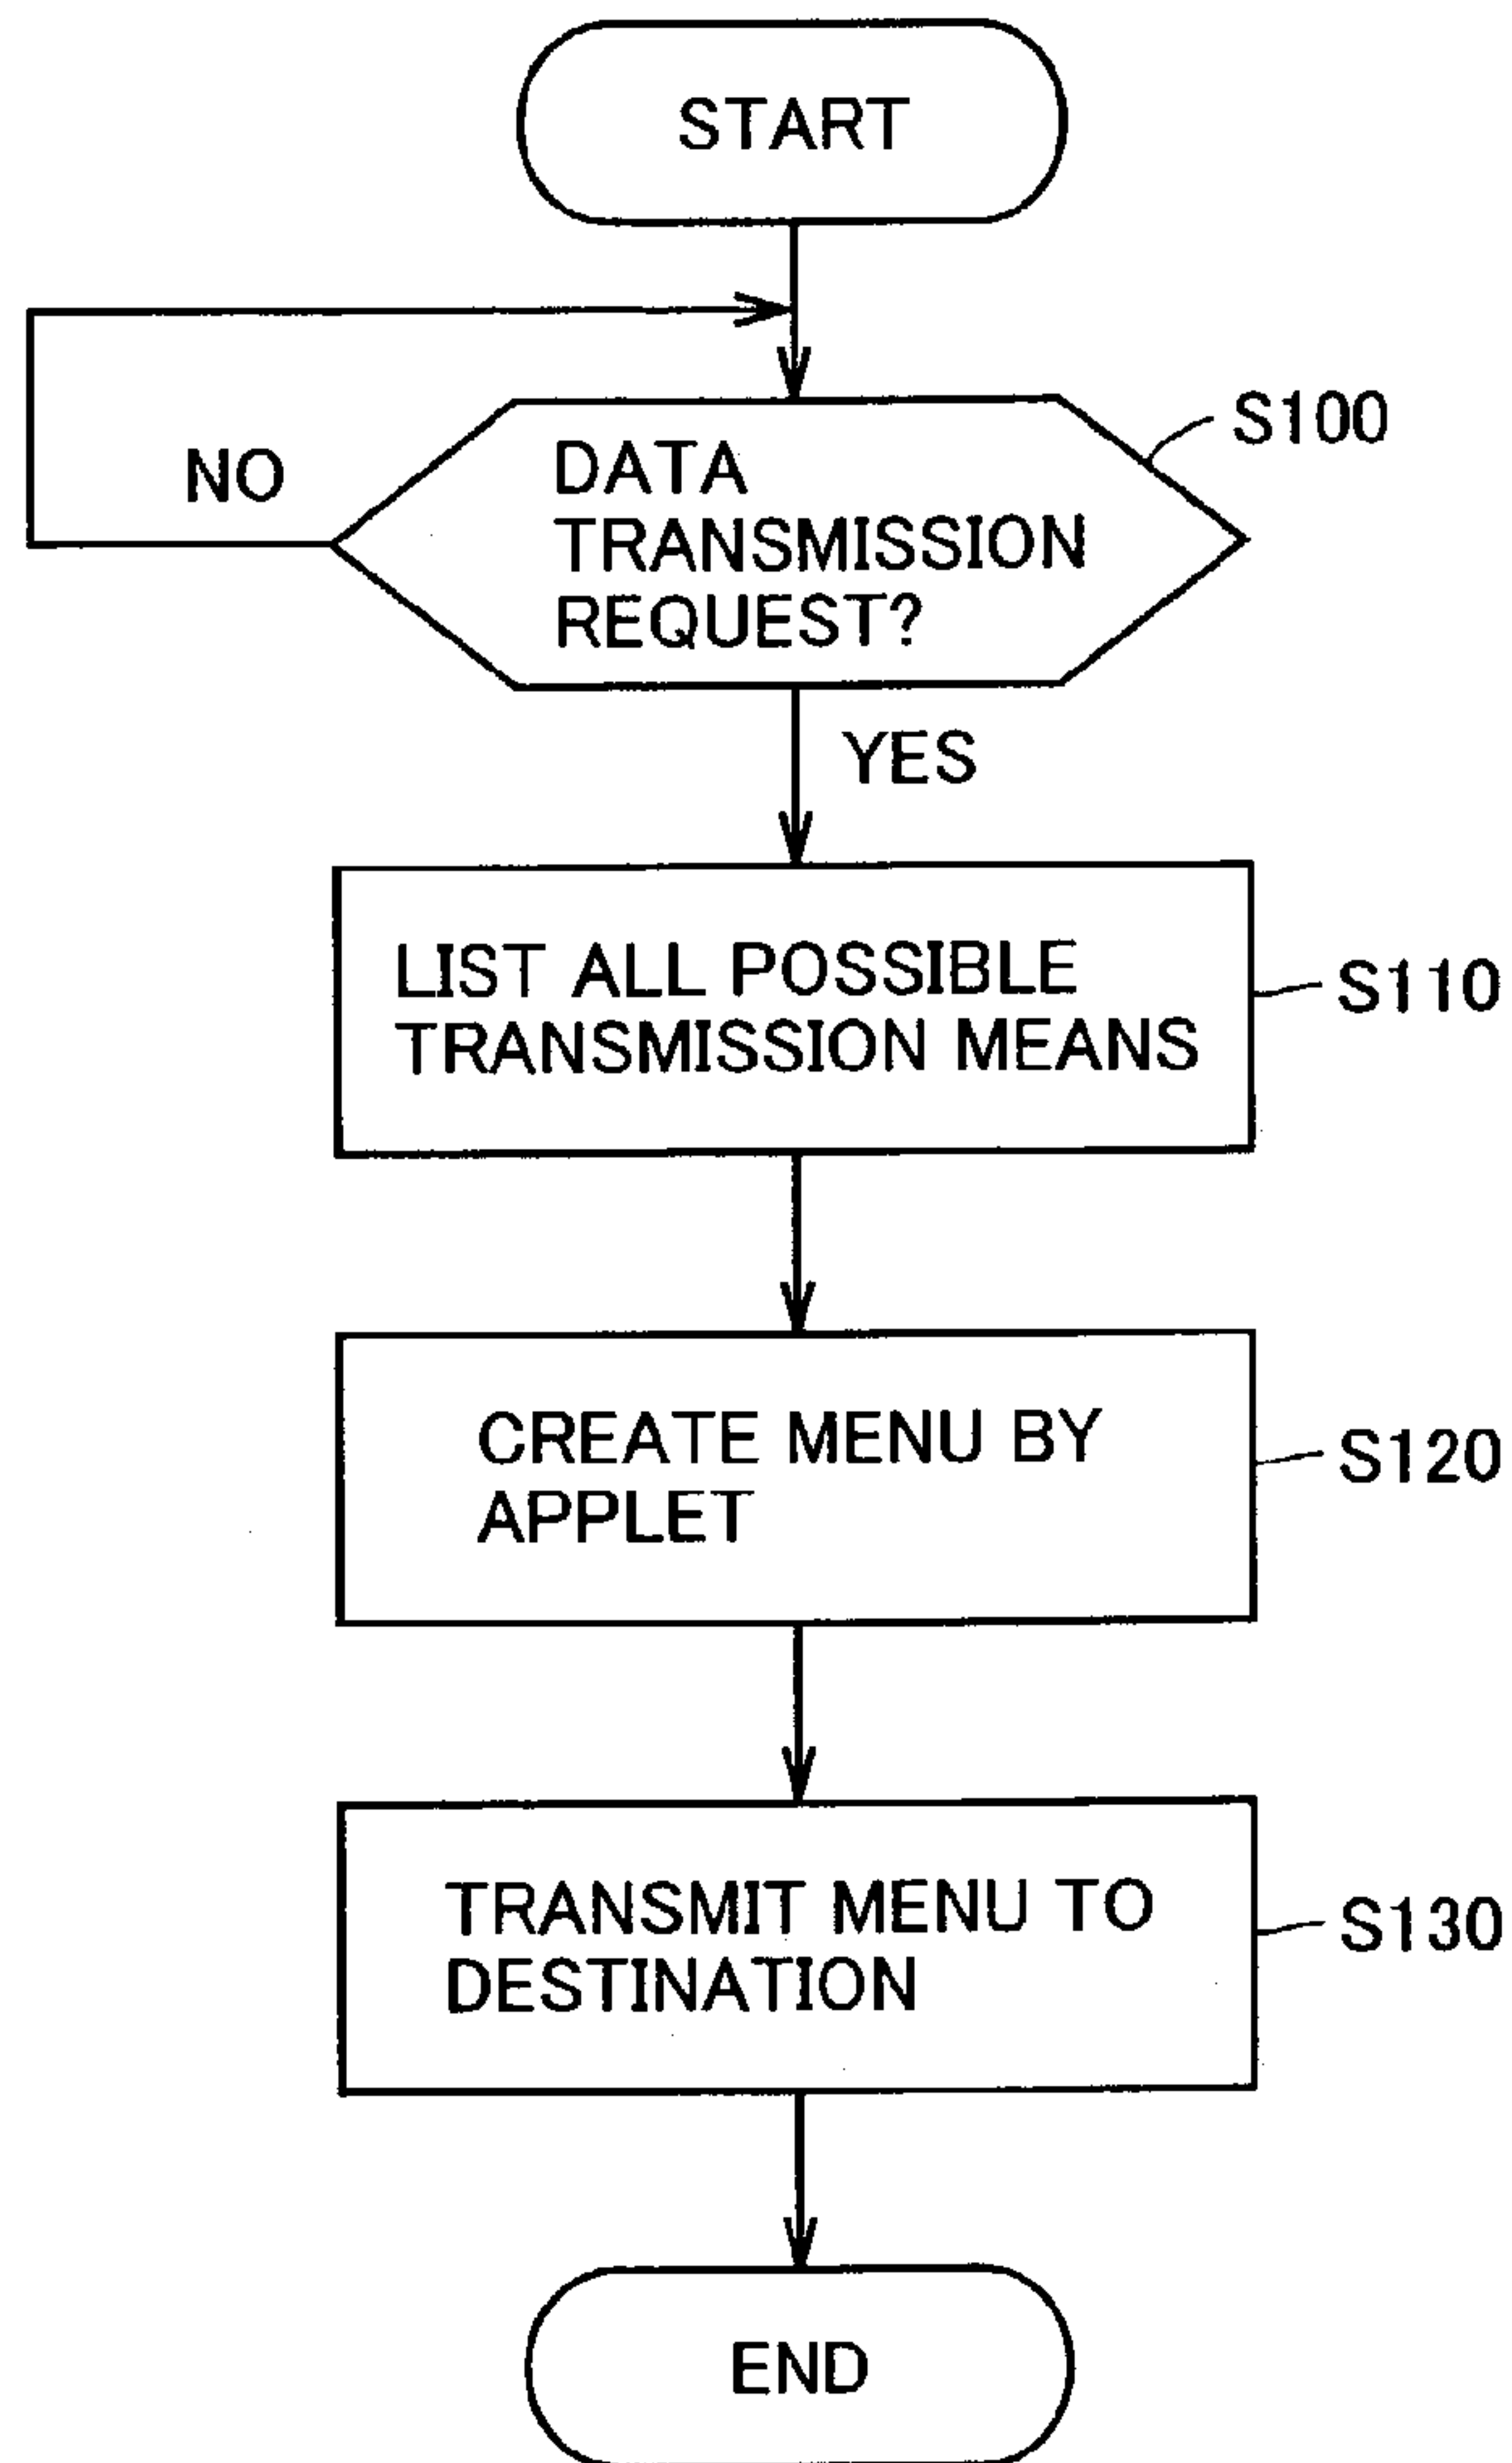 START
NO
DATA
TRANSMISSION
REQUEST?
S100
YES
LIST ALL POSSIBLE
TRANSMISSION MEANS
S110
CREATE MENU BY
APPLET
S120
TRANSMIT MENU TO
DESTINATION
S130
END